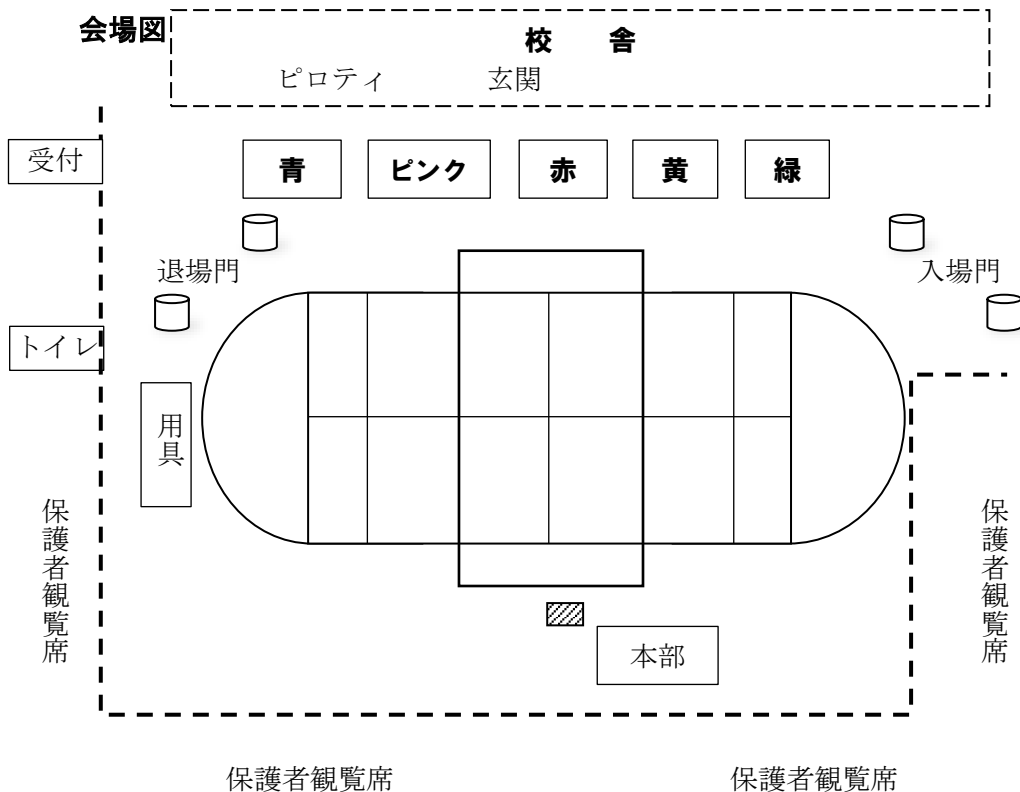 会場図
校 舎
ピロティ 玄関
受付
青 ピンク 赤 黄 緑
退場門 入場門
トイレ
用具
保護者観覧席 保護者観覧席
本部
保護者観覧席 保護者観覧席